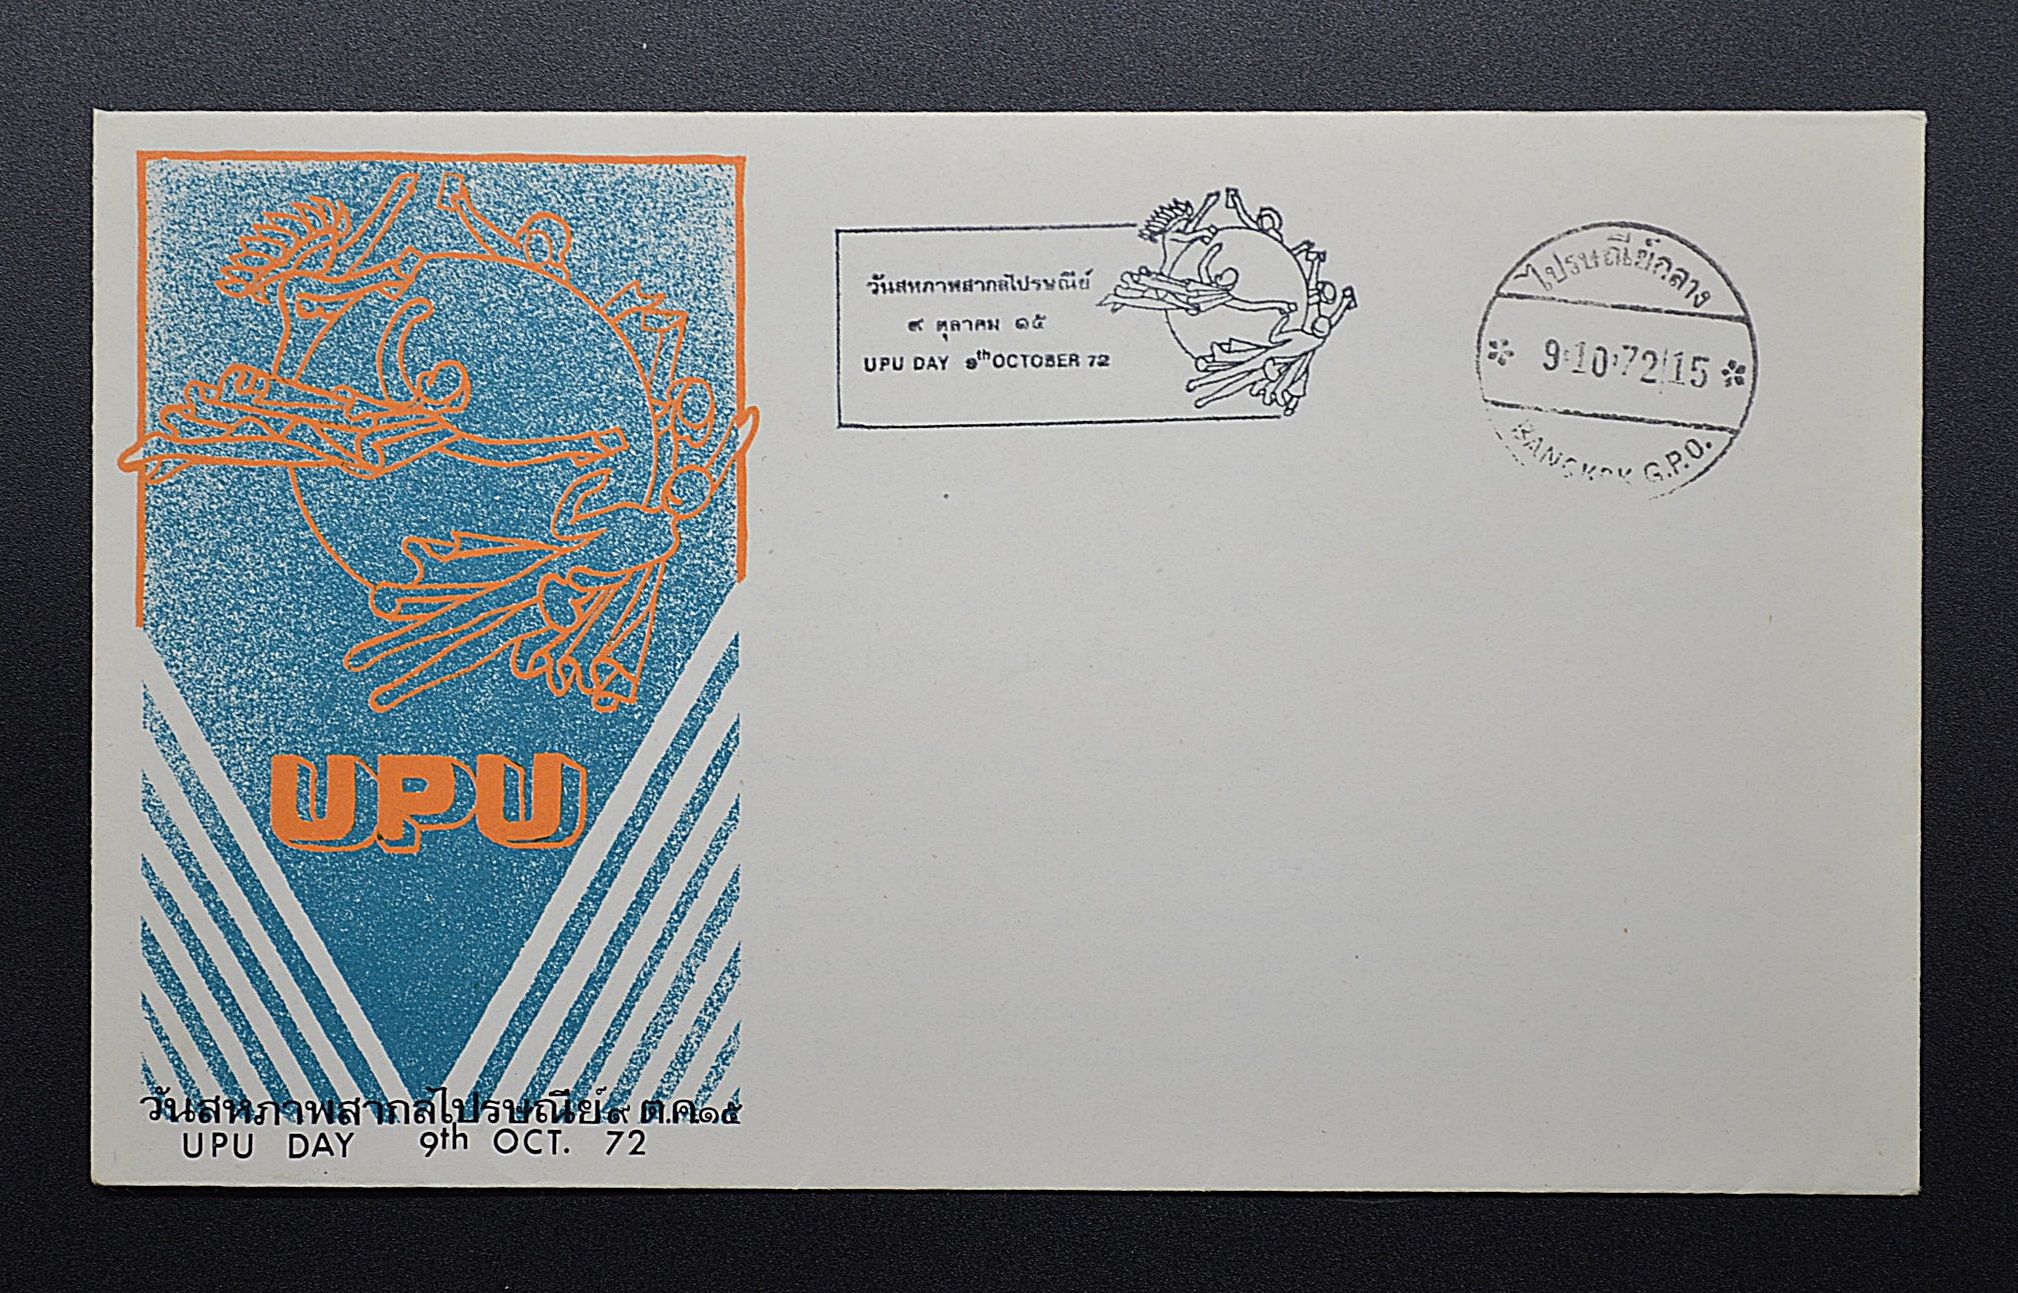 UPU
วันสหภาพสากลไปรษณีย์ ๙ ต.ค.๑๕
UPU DAY 9th OCT. 72
วันสหภาพสากลไปรษณีย์
๙ ตุลาคม ๑๕
UPU DAY 9th OCTOBER 72
ไปรษณีย์กลาง
9.10.72.15
BANGKOK G.P.O.